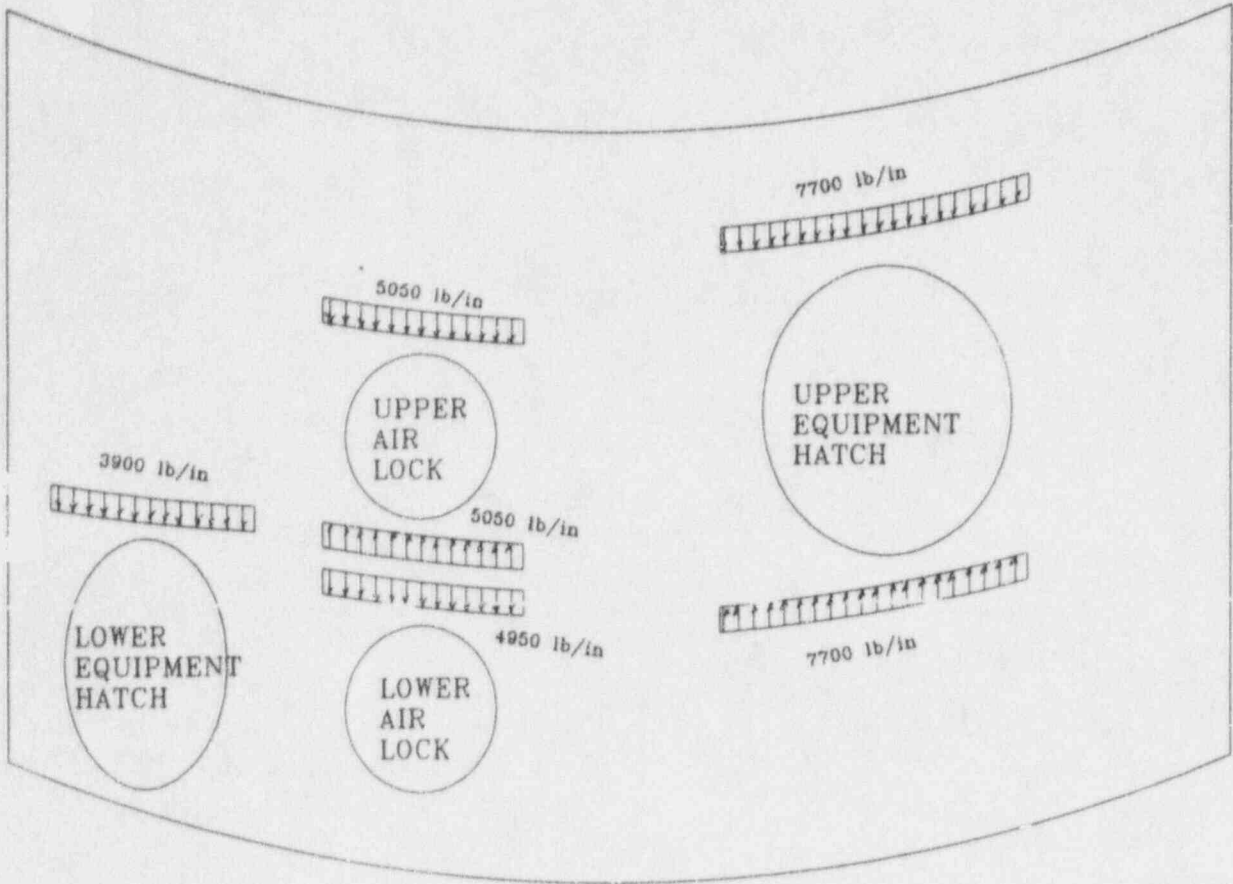 7700 lb/in
5050 lb/in
UPPER
AIR
LOCK
UPPER
EQUIPMENT
HATCH
3900 lb/in
5050 lb/in
4950 lb/in
7700 lb/in
LOWER
EQUIPMENT
HATCH
LOWER
AIR
LOCK